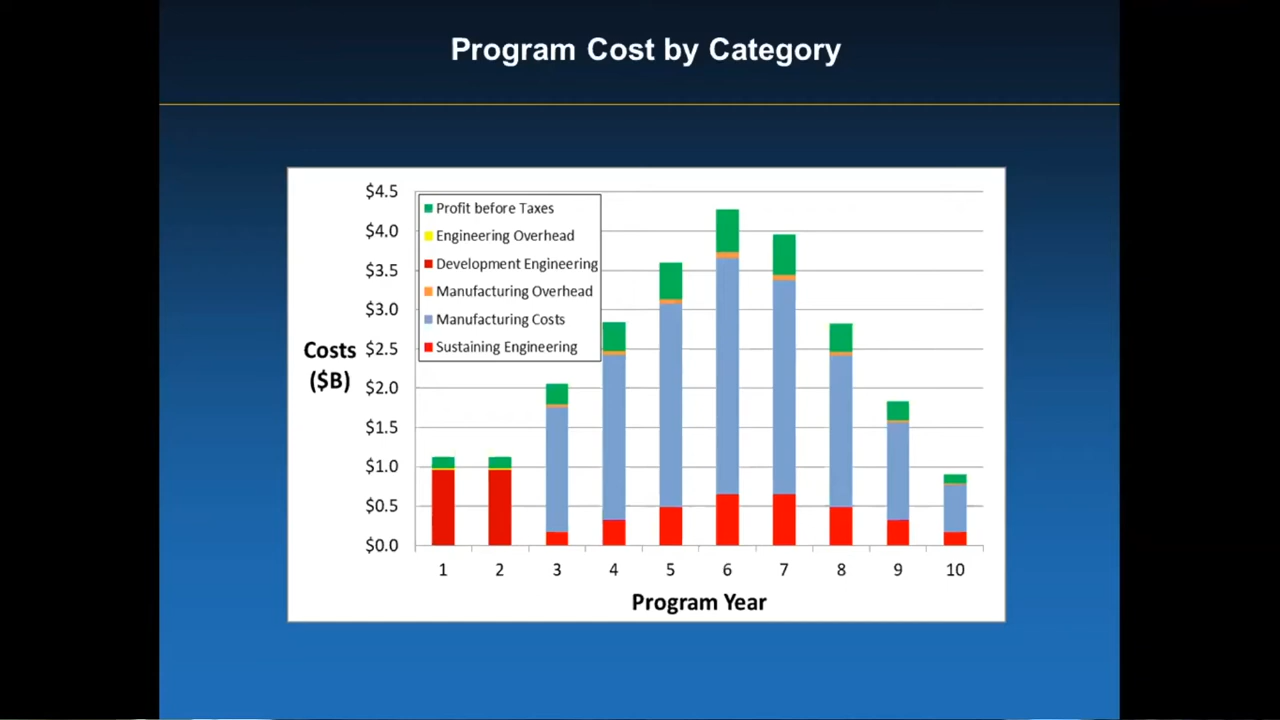 Program Cost by Category
$4.5
$4.0
$3.5
$3.0
$2.5
$2.0
$1.5
$1.0
$0.5
$0.0
Costs
($B)
Profit before Taxes
Engineering Overhead
Development Engineering
Manufacturing Overhead
Manufacturing Costs
Sustaining Engineering
1 2 3 4 5 6 7 8 9 10
Program Year